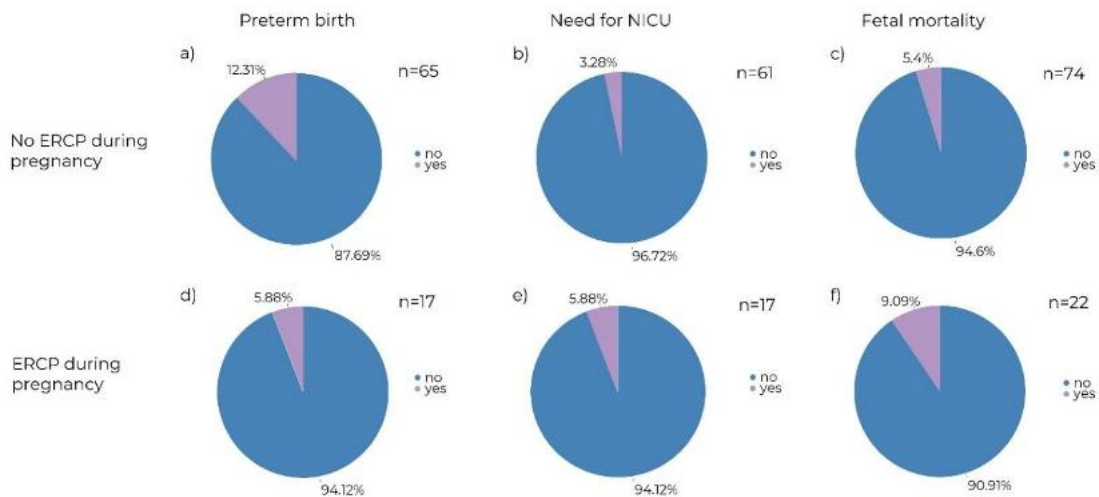 Preterm birth
Need for NICU
Fetal mortality
No ERCP during
pregnancy
a)
12.31%
n=65
no
yes
87.69%
b)
3.28%
n=61
no
yes
96.72%
c)
5.4%
n=74
no
yes
94.6%
ERCP during
pregnancy
d)
5.88%
n=17
no
yes
94.12%
e)
5.88%
n=17
no
yes
94.12%
f)
9.09%
n=22
no
yes
90.91%